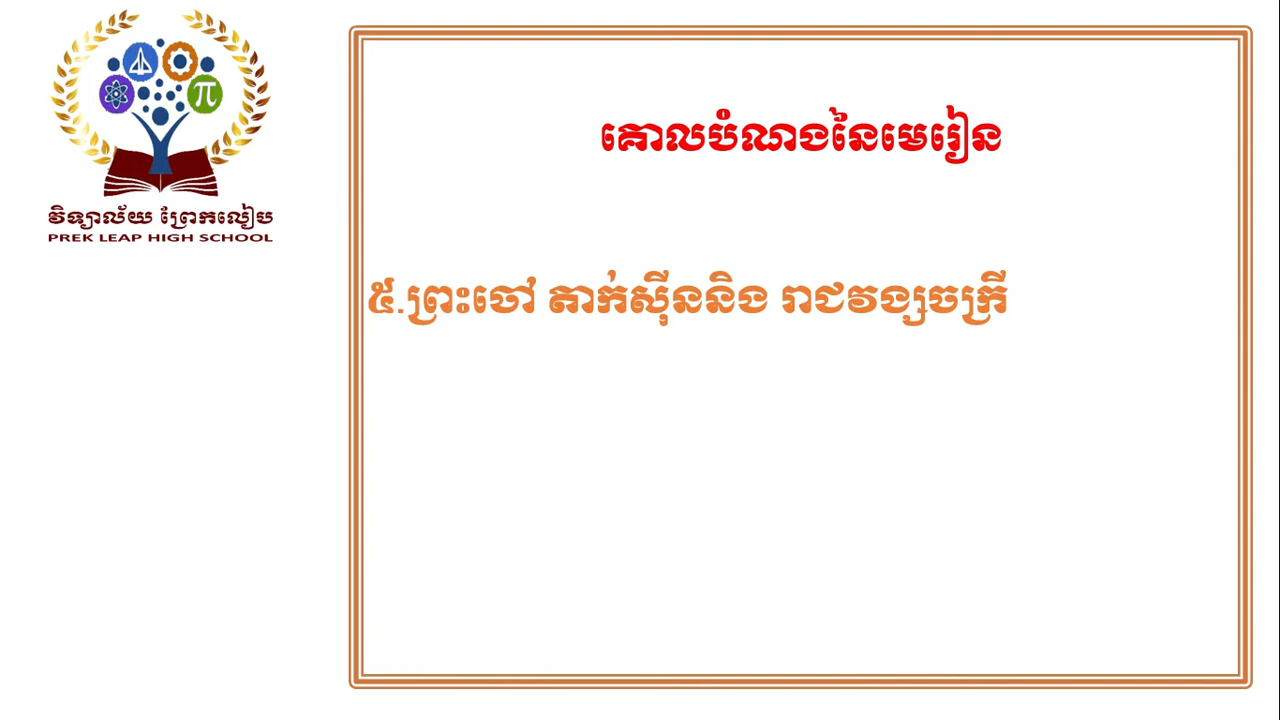 វិទ្យាល័យ ព្រែកលៀប
PREK LEAP HIGH SCHOOL
គោលបំណងនៃមេរៀន
៥.ព្រះចៅ តាក់ស៊ីននិង រាជវង្សចក្រី